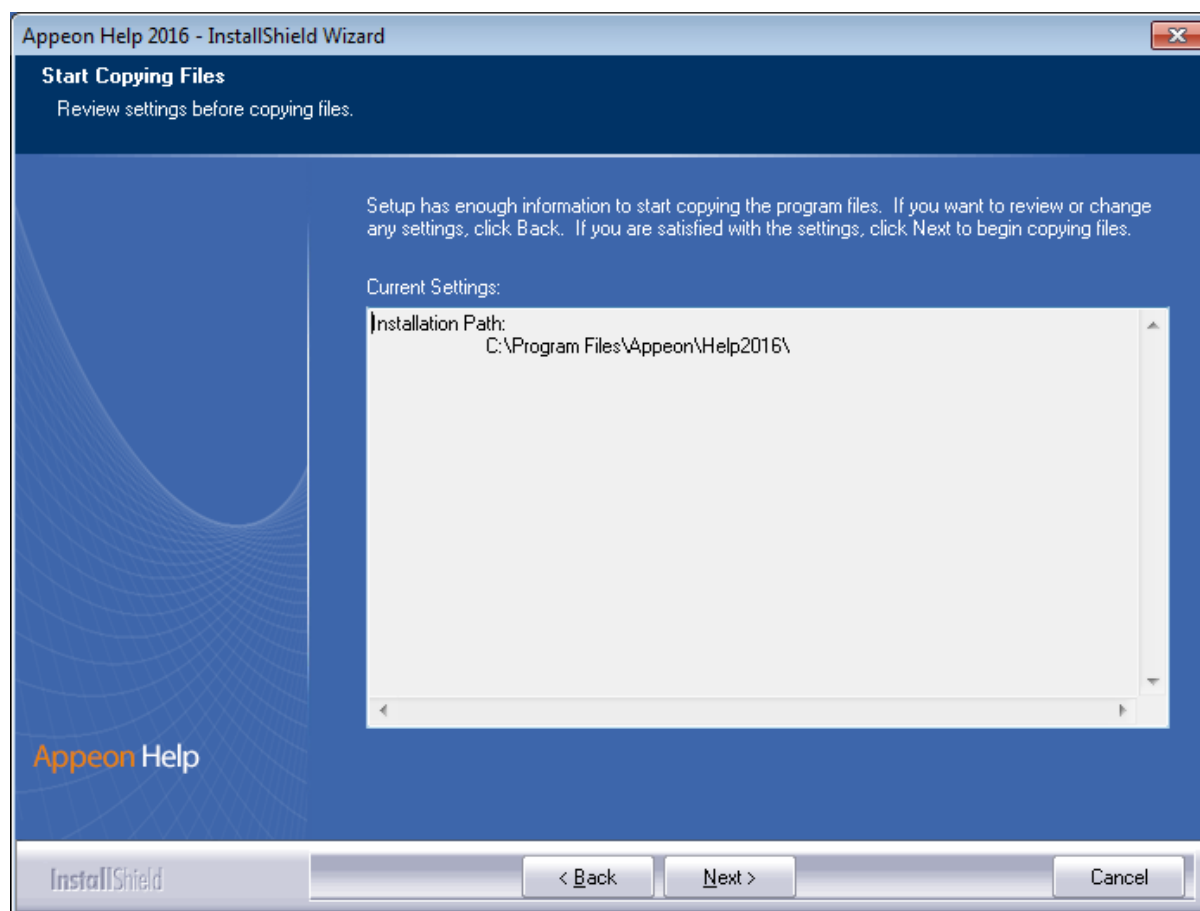 Appeon Help 2016 - InstallShield Wizard
Start Copying Files
Review settings before copying files.
Setup has enough information to start copying the program files.  If you want to review or change
any settings, click Back.  If you are satisfied with the settings, click Next to begin copying files.
Current Settings:
Installation Path:
C:\Program Files\Appeon\Help2016\
Appeon Help
InstallShield
< Back
Next >
Cancel